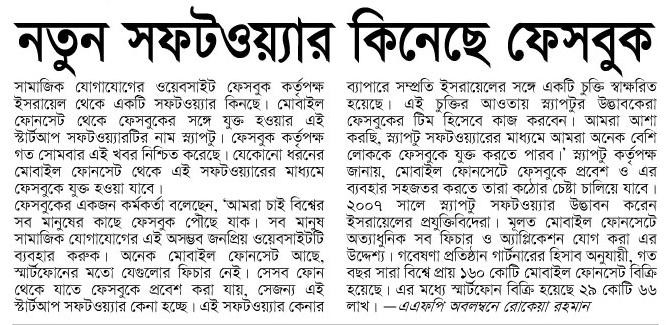 নতুন সফটওয়্যার কিনেছে ফেসবুক
সামাজিক যোগাযোগের ওয়েবসাইট ফেসবুক কর্তৃপক্ষ
ইসরায়েল থেকে একটি সফটওয়্যার কিনছে। মোবাইল
ফোনসেট থেকে ফেসবুকের সঙ্গে যুক্ত হওয়ার এই
স্টার্টআপ সফটওয়্যারটির নাম স্ন্যাপটু। ফেসবুক কর্তৃপক্ষ
গত সোমবার এই খবর নিশ্চিত করেছে। যেকোনো ধরনের
মোবাইল ফোনসেট থেকে এই সফটওয়্যারের মাধ্যমে
ফেসবুকে যুক্ত হওয়া যাবে।
ফেসবুকের একজন কর্মকর্তা বলেছেন, ‘আমরা চাই বিশ্বের
সব মানুষের কাছে ফেসবুক পৌঁছে যাক। সব মানুষ
সামাজিক যোগাযোগের এই অসম্ভব জনপ্রিয় ওয়েবসাইটটি
ব্যবহার করুক। অনেক মোবাইল ফোনসেট আছে,
স্মার্টফোনের মতো যেগুলোর ফিচার নেই। সেসব ফোন
থেকে যাতে ফেসবুকে প্রবেশ করা যায়, সেজন্য এই
স্টার্টআপ সফটওয়্যার কেনা হচ্ছে। এই সফটওয়্যার কেনার
ব্যাপারে সম্প্রতি ইসরায়েলের সঙ্গে একটি চুক্তি স্বাক্ষরিত
হয়েছে। এই চুক্তির আওতায় স্ন্যাপটুর উদ্ভাবকেরা
ফেসবুকের টিম হিসেবে কাজ করবেন। আমরা আশা
করছি, স্ন্যাপটু সফটওয়্যারের মাধ্যমে আমরা অনেক বেশি
লোককে ফেসবুকে যুক্ত করতে পারব।’ স্ন্যাপটু কর্তৃপক্ষ
জানায়, মোবাইল ফোনসেটে ফেসবুকে প্রবেশ ও এর
ব্যবহার সহজতর করতে তারা কঠোর চেষ্টা চালিয়ে যাবে।
২০০৭ সালে স্ন্যাপটু সফটওয়্যার উদ্ভাবন করেন
ইসরায়েলের প্রযুক্তিবিদেরা। মূলত মোবাইল ফোনসেটে
অত্যাধুনিক সব ফিচার ও অ্যাপ্লিকেশন যোগ করা এর
উদ্দেশ্য। গবেষণা প্রতিষ্ঠান গার্টনারের হিসাব অনুযায়ী, গত
বছর সারা বিশ্বে প্রায় ১৬০ কোটি মোবাইল ফোনসেট বিক্রি
হয়েছে। এর মধ্যে স্মার্টফোন বিক্রি হয়েছে ২৯ কোটি ৬৬
লাখ। —এএফপি অবলম্বনে রোকেয়া রহমান